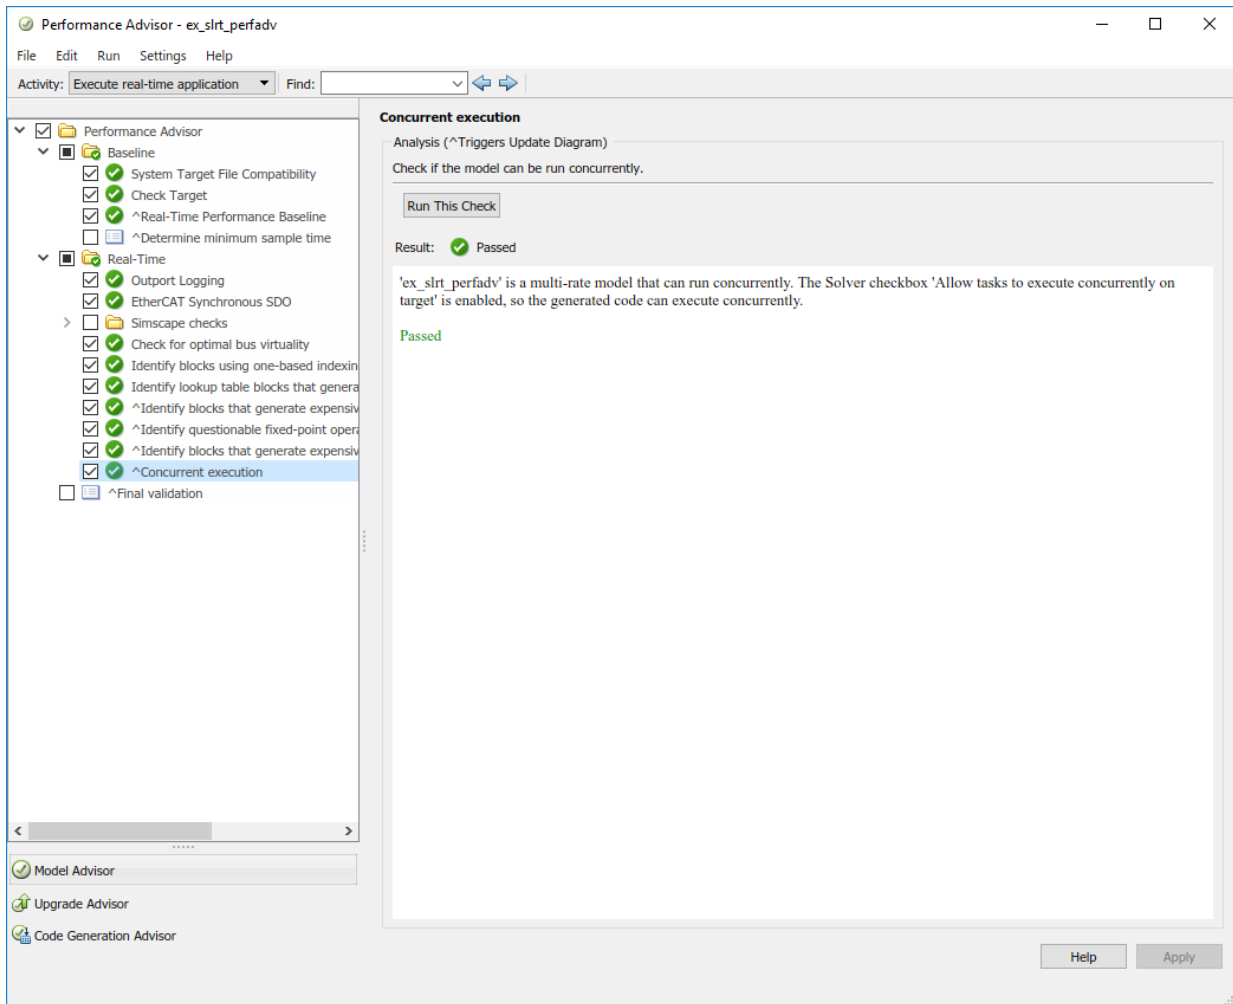 Performance Advisor - ex_slrt_perfadv
File Edit Run Settings Help
Activity: Execute real-time application Find:
Performance Advisor
Baseline
System Target File Compatibility
Check Target
^Real-Time Performance Baseline
^Determine minimum sample time
Real-Time
Outport Logging
EtherCAT Synchronous SDO
Simscape checks
Check for optimal bus virtuality
Identify blocks using one-based indexin
Identify lookup table blocks that genera
^Identify blocks that generate expensiv
^Identify questionable fixed-point opera
^Identify blocks that generate expensiv
^Concurrent execution
^Final validation
Model Advisor
Upgrade Advisor
Code Generation Advisor
Concurrent execution
Analysis (^Triggers Update Diagram)
Check if the model can be run concurrently.
Run This Check
Result: Passed
'ex_slrt_perfadv' is a multi-rate model that can run concurrently. The Solver checkbox 'Allow tasks to execute concurrently on
target' is enabled, so the generated code can execute concurrently.
Passed
Help Apply